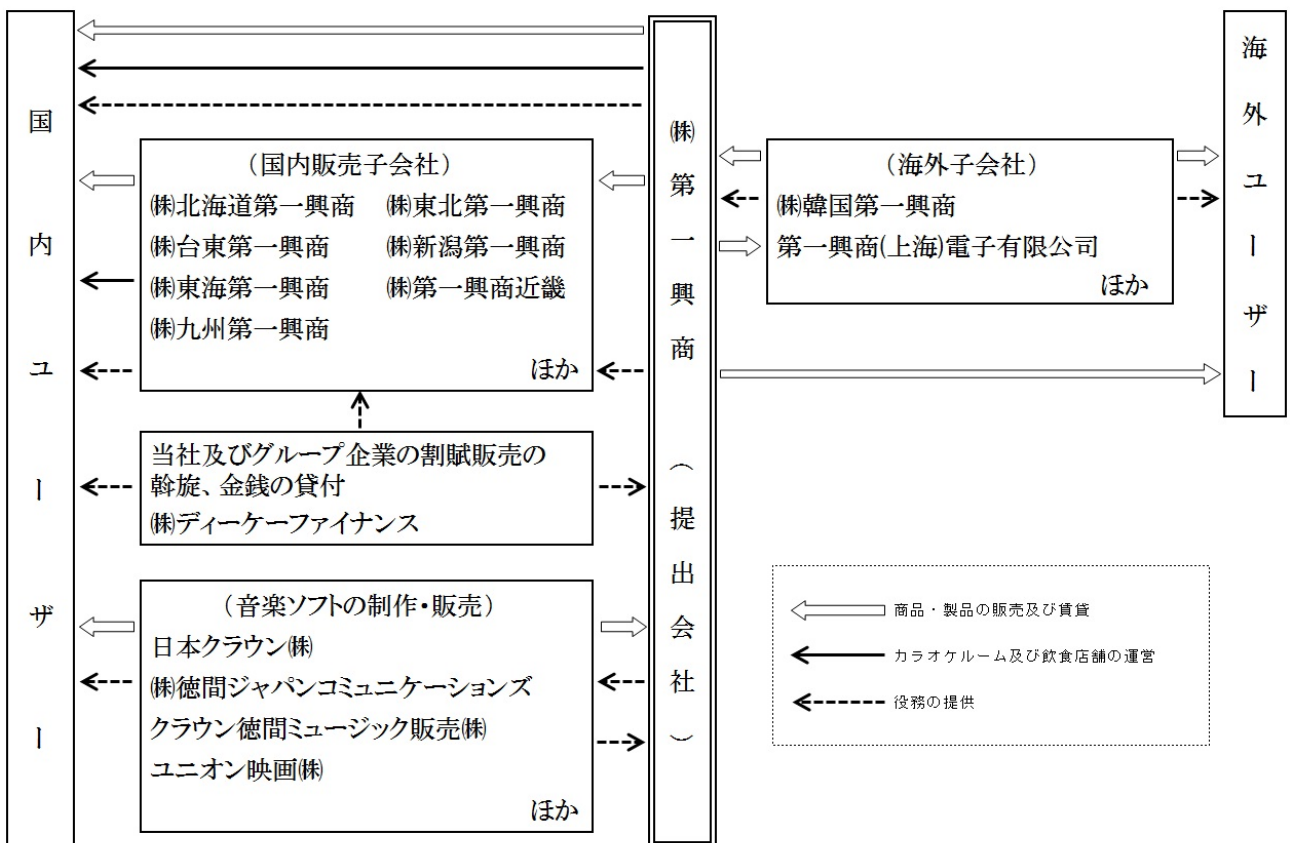 国内ユーザー
（国内販売子会社）
㈱北海道第一興商　㈱東北第一興商
㈱台東第一興商　㈱新潟第一興商
㈱東海第一興商　㈱第一興商近畿
㈱九州第一興商
ほか
当社及びグループ企業の割賦販売の
斡旋、金銭の貸付
㈱ディーケーファイナンス
（音楽ソフトの制作・販売）
日本クラウン㈱
㈱徳間ジャパンコミュニケーションズ
クラウン徳間ミュージック販売㈱
ユニオン映画㈱
ほか
㈱第一興商（提出会社）
（海外子会社）
㈱韓国第一興商
第一興商(上海)電子有限公司
ほか
海外ユーザー
商品・製品の販売及び賃貸
カラオケルーム及び飲食店舗の運営
役務の提供